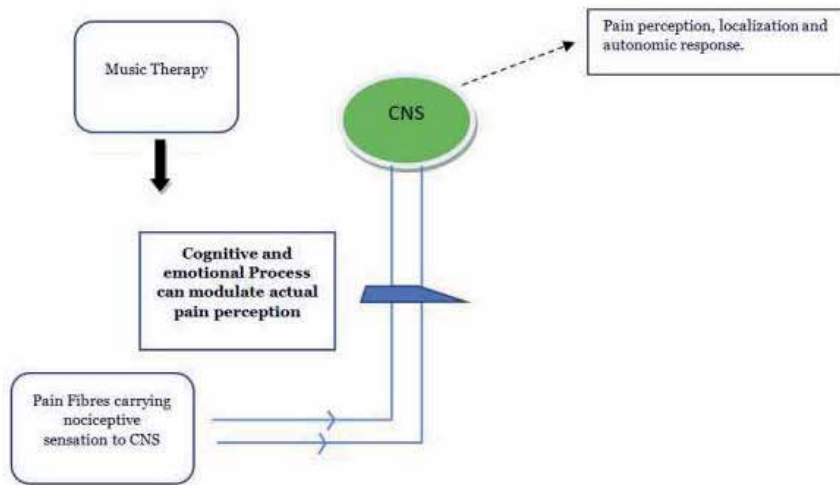 Music Therapy
CNS
Pain perception, localization and
autonomic response.
Cognitive and
emotional Process
can modulate actual
pain perception
Pain Fibres carrying
nociceptive
sensation to CNS